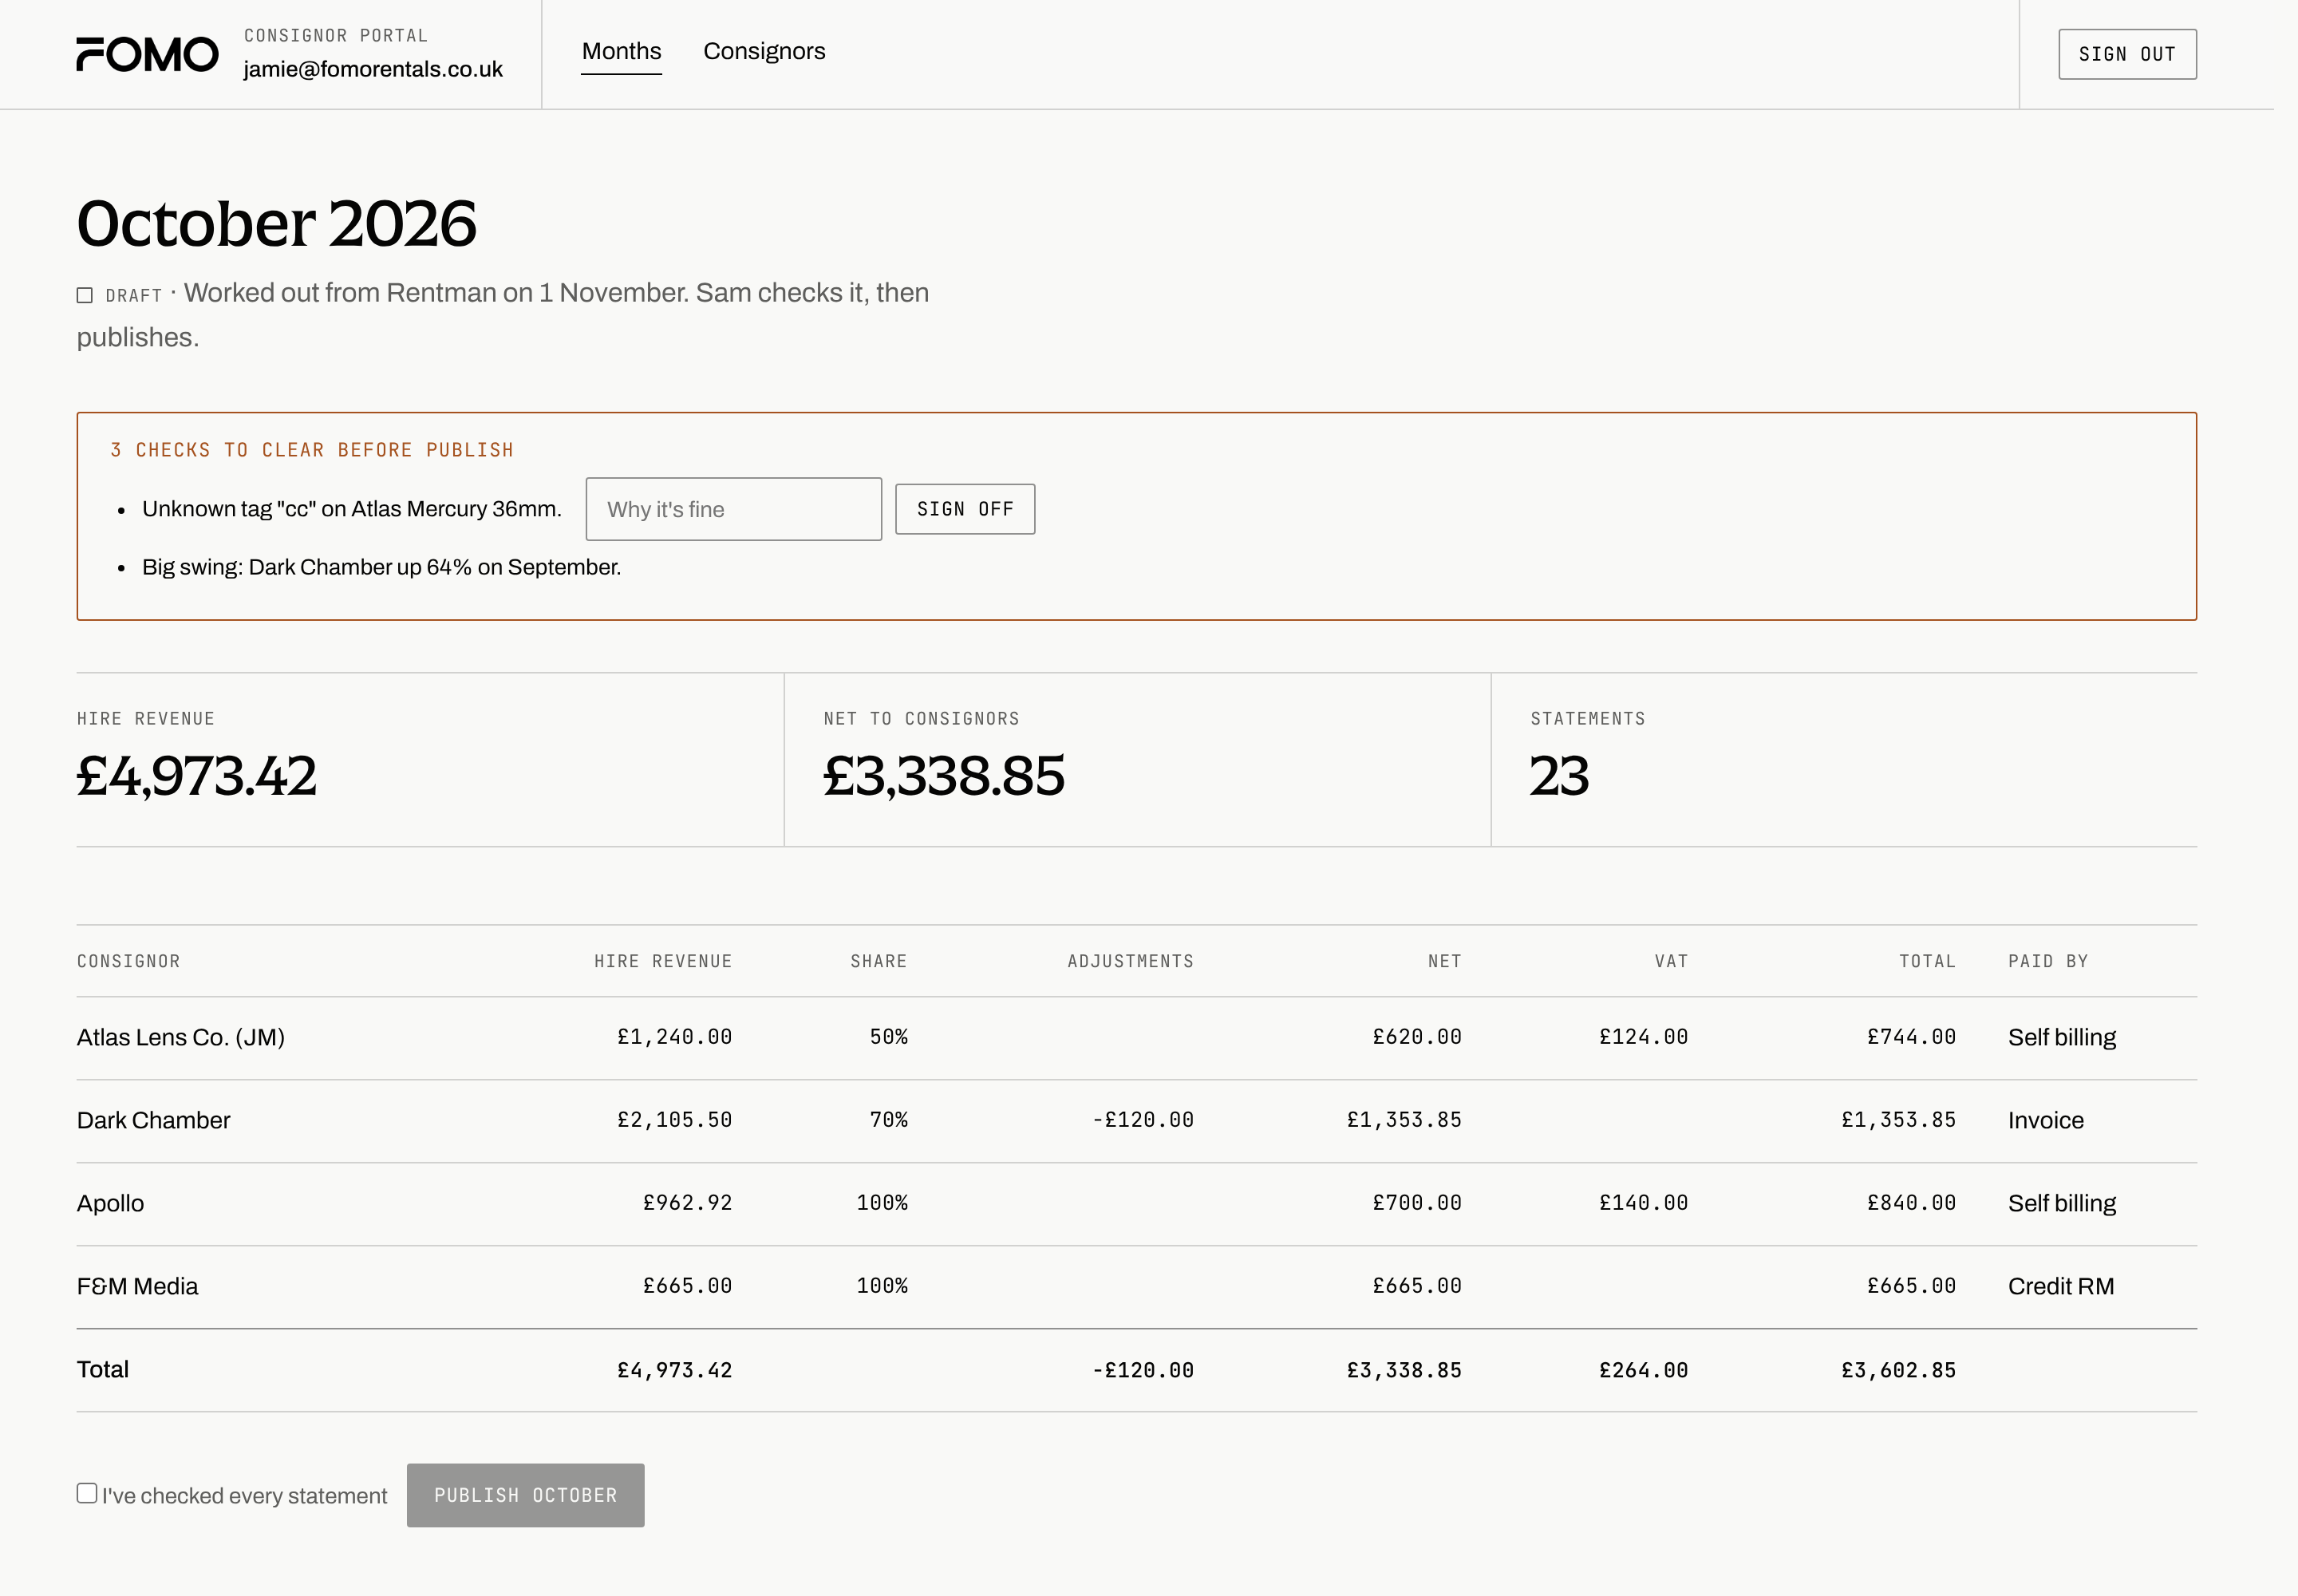 FOMO
CONSIGNOR PORTAL
jamie@fomorentals.co.uk
Months
Consignors
SIGN OUT
October 2026
DRAFT · Worked out from Rentman on 1 November. Sam checks it, then
publishes.
3 CHECKS TO CLEAR BEFORE PUBLISH
Unknown tag "cc" on Atlas Mercury 36mm.
Why it's fine
SIGN OFF
Big swing: Dark Chamber up 64% on September.
HIRE REVENUE
£4,973.42
NET TO CONSIGNORS
£3,338.85
STATEMENTS
23
CONSIGNOR HIRE REVENUE SHARE ADJUSTMENTS NET VAT TOTAL PAID BY
Atlas Lens Co. (JM) £1,240.00 50% £620.00 £124.00 £744.00 Self billing
Dark Chamber £2,105.50 70% -£120.00 £1,353.85 £1,353.85 Invoice
Apollo £962.92 100% £700.00 £140.00 £840.00 Self billing
F&M Media £665.00 100% £665.00 £665.00 Credit RM
Total £4,973.42 -£120.00 £3,338.85 £264.00 £3,602.85
I've checked every statement
PUBLISH OCTOBER